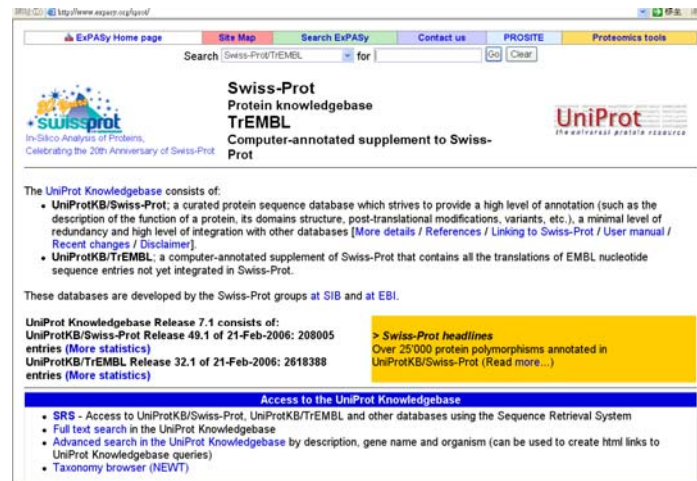 網址(D) http://www.expasy.org/sprot/ 移至
ExPASy Home page Site Map Search ExPASy Contact us PROSITE Proteomics tools
Search Swiss-Prot/TrEMBL for Go Clear
Swiss-Prot
Protein knowledgebase
TrEMBL
Computer-annotated supplement to Swiss-
Prot
20 Years
swissprot
In-Silico Analysis of Proteins,
Celebrating the 20th Anniversary of Swiss-Prot
UniProt
the universal protein resource
The UniProt Knowledgebase consists of:
• UniProtKB/Swiss-Prot; a curated protein sequence database which strives to provide a high level of annotation (such as the
description of the function of a protein, its domains structure, post-translational modifications, variants, etc.), a minimal level of
redundancy and high level of integration with other databases [More details / References / Linking to Swiss-Prot / User manual /
Recent changes / Disclaimer].
• UniProtKB/TrEMBL; a computer-annotated supplement of Swiss-Prot that contains all the translations of EMBL nucleotide
sequence entries not yet integrated in Swiss-Prot.
These databases are developed by the Swiss-Prot groups at SIB and at EBI.
UniProt Knowledgebase Release 7.1 consists of:
UniProtKB/Swiss-Prot Release 49.1 of 21-Feb-2006: 208005
entries (More statistics)
UniProtKB/TrEMBL Release 32.1 of 21-Feb-2006: 2618388
entries (More statistics)
> Swiss-Prot headlines
Over 25'000 protein polymorphisms annotated in
UniProtKB/Swiss-Prot (Read more...)
Access to the UniProt Knowledgebase
• SRS - Access to UniProtKB/Swiss-Prot, UniProtKB/TrEMBL and other databases using the Sequence Retrieval System
• Full text search in the UniProt Knowledgebase
• Advanced search in the UniProt Knowledgebase by description, gene name and organism (can be used to create html links to
UniProt Knowledgebase queries)
• Taxonomy browser (NEWT)